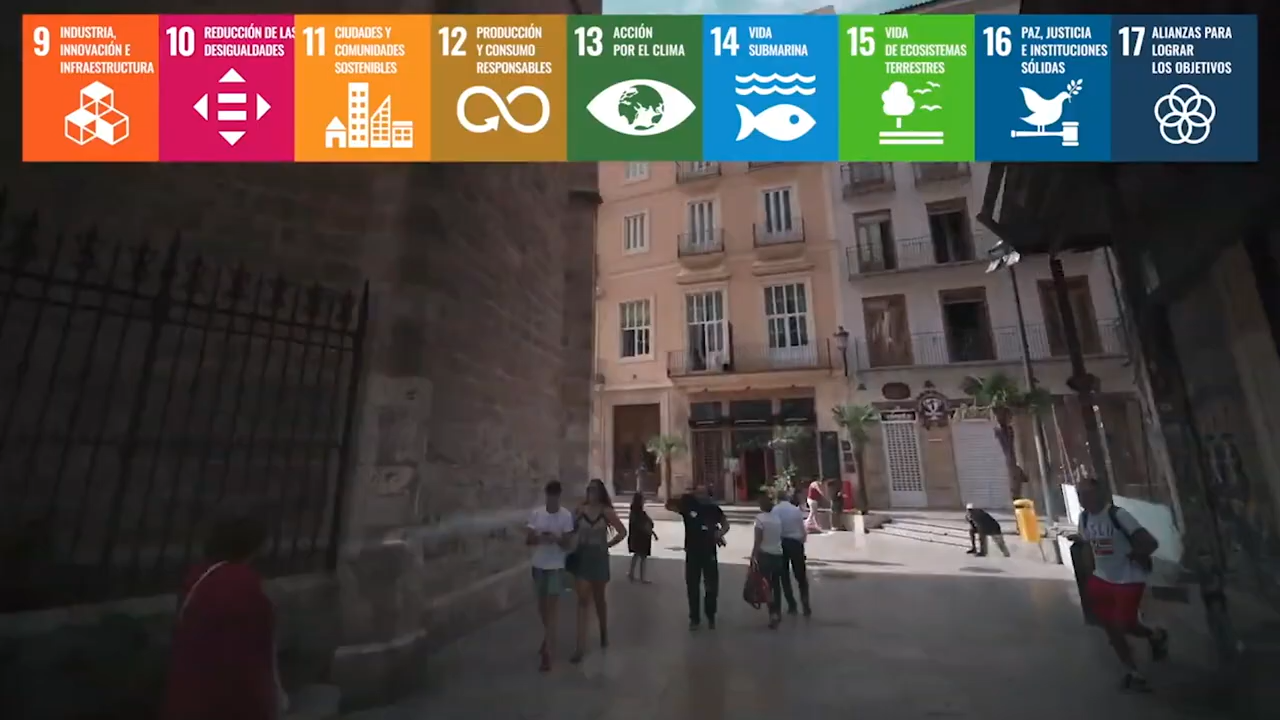 9 INDUSTRIA,
INNOVACIÓN E
INFRAESTRUCTURA
10 REDUCCIÓN DE LAS
DESIGUALDADES
11 CIUDADES Y
COMUNIDADES
SOSTENIBLES
12 PRODUCCIÓN
Y CONSUMO
RESPONSABLES
13 ACCIÓN
POR EL CLIMA
14 VIDA
SUBMARINA
15 VIDA
DE ECOSISTEMAS
TERRESTRES
16 PAZ, JUSTICIA
E INSTITUCIONES
SÓLIDAS
17 ALIANZAS PARA
LOGRAR
LOS OBJETIVOS